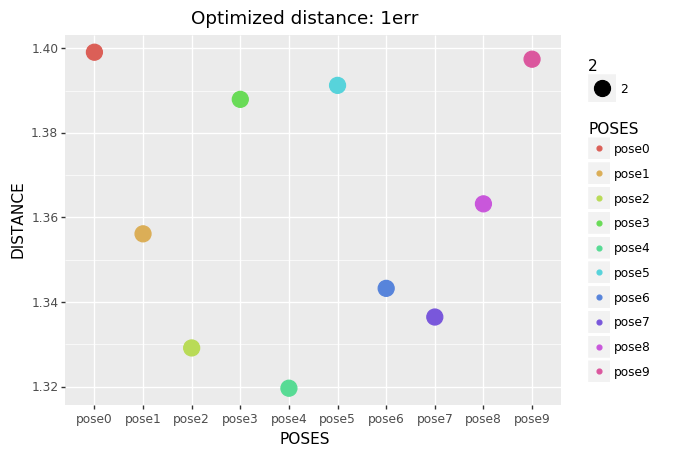 Optimized distance: 1err
1.40
1.38
1.36
1.34
1.32
DISTANCE
pose0 pose1 pose2 pose3 pose4 pose5 pose6 pose7 pose8 pose9
POSES
2
2
POSES
pose0
pose1
pose2
pose3
pose4
pose5
pose6
pose7
pose8
pose9